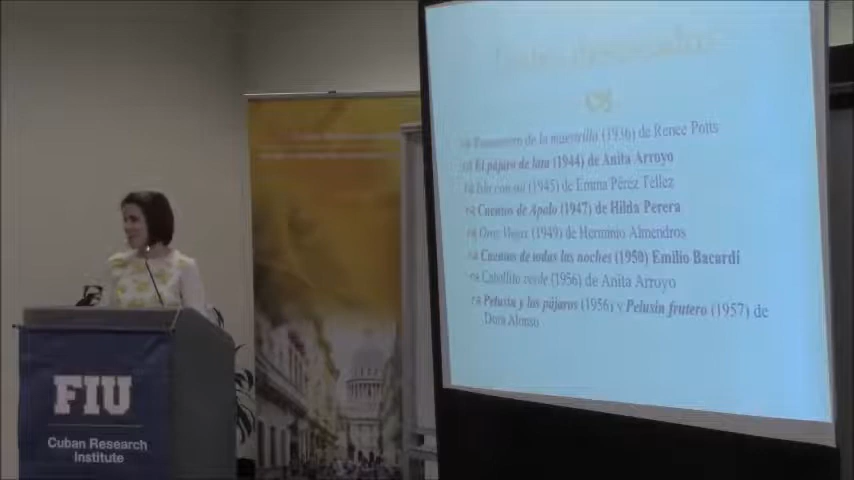 Romancero de la maestrilla (1936) de Renee Potts
El pájaro de lata (1944) de Anita Arroyo
Isla con sol (1945) de Emma Pérez Téllez
Cuentos de Apolo (1947) de Hilda Perera
Oros Viejos (1949) de Herminio Almendros
Cuentos de todas las noches (1950) Emilio Bacardí
Caballito verde (1956) de Anita Arroyo
Pelusín y los pájaros (1956) y Pelusín frutero (1957) de
Dora Alonso
FIU
Cuban Research
Institute